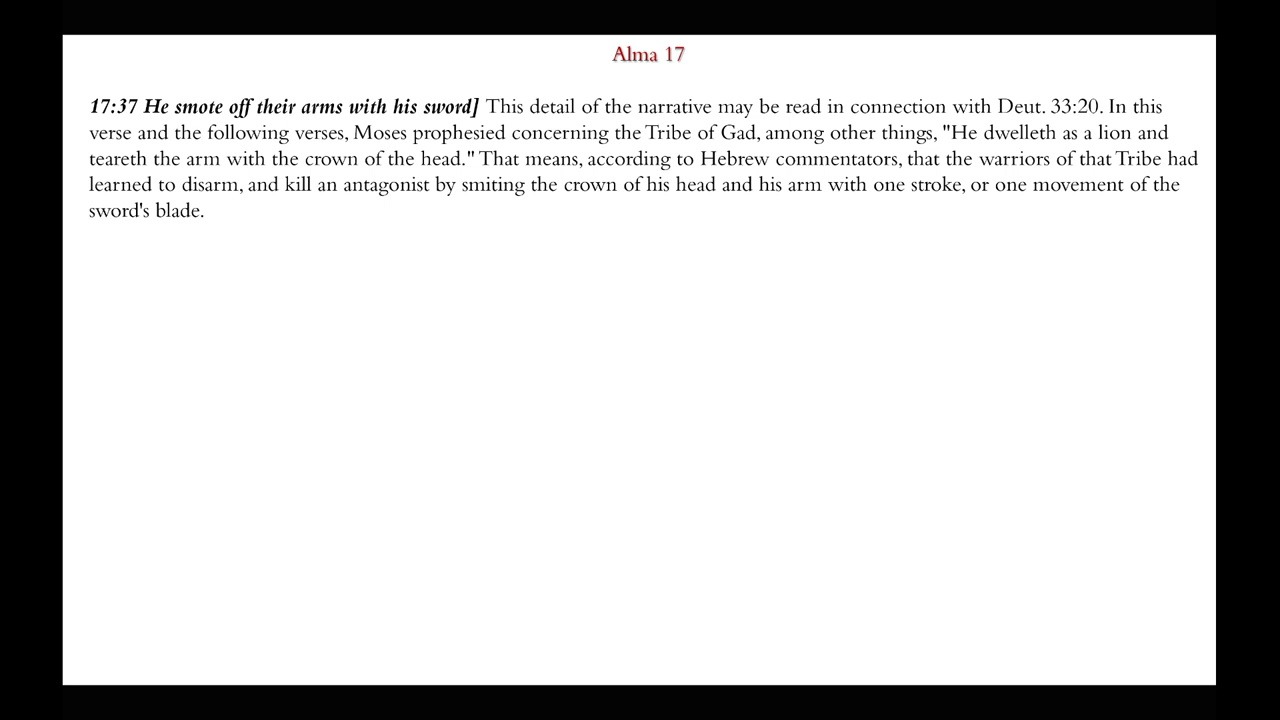 Alma 17
17:37 He smote off their arms with his sword] This detail of the narrative may be read in connection with Deut. 33:20. In this
verse and the following verses, Moses prophesied concerning the Tribe of Gad, among other things, "He dwelleth as a lion and
teareth the arm with the crown of the head." That means, according to Hebrew commentators, that the warriors of that Tribe had
learned to disarm, and kill an antagonist by smiting the crown of his head and his arm with one stroke, or one movement of the
sword's blade.